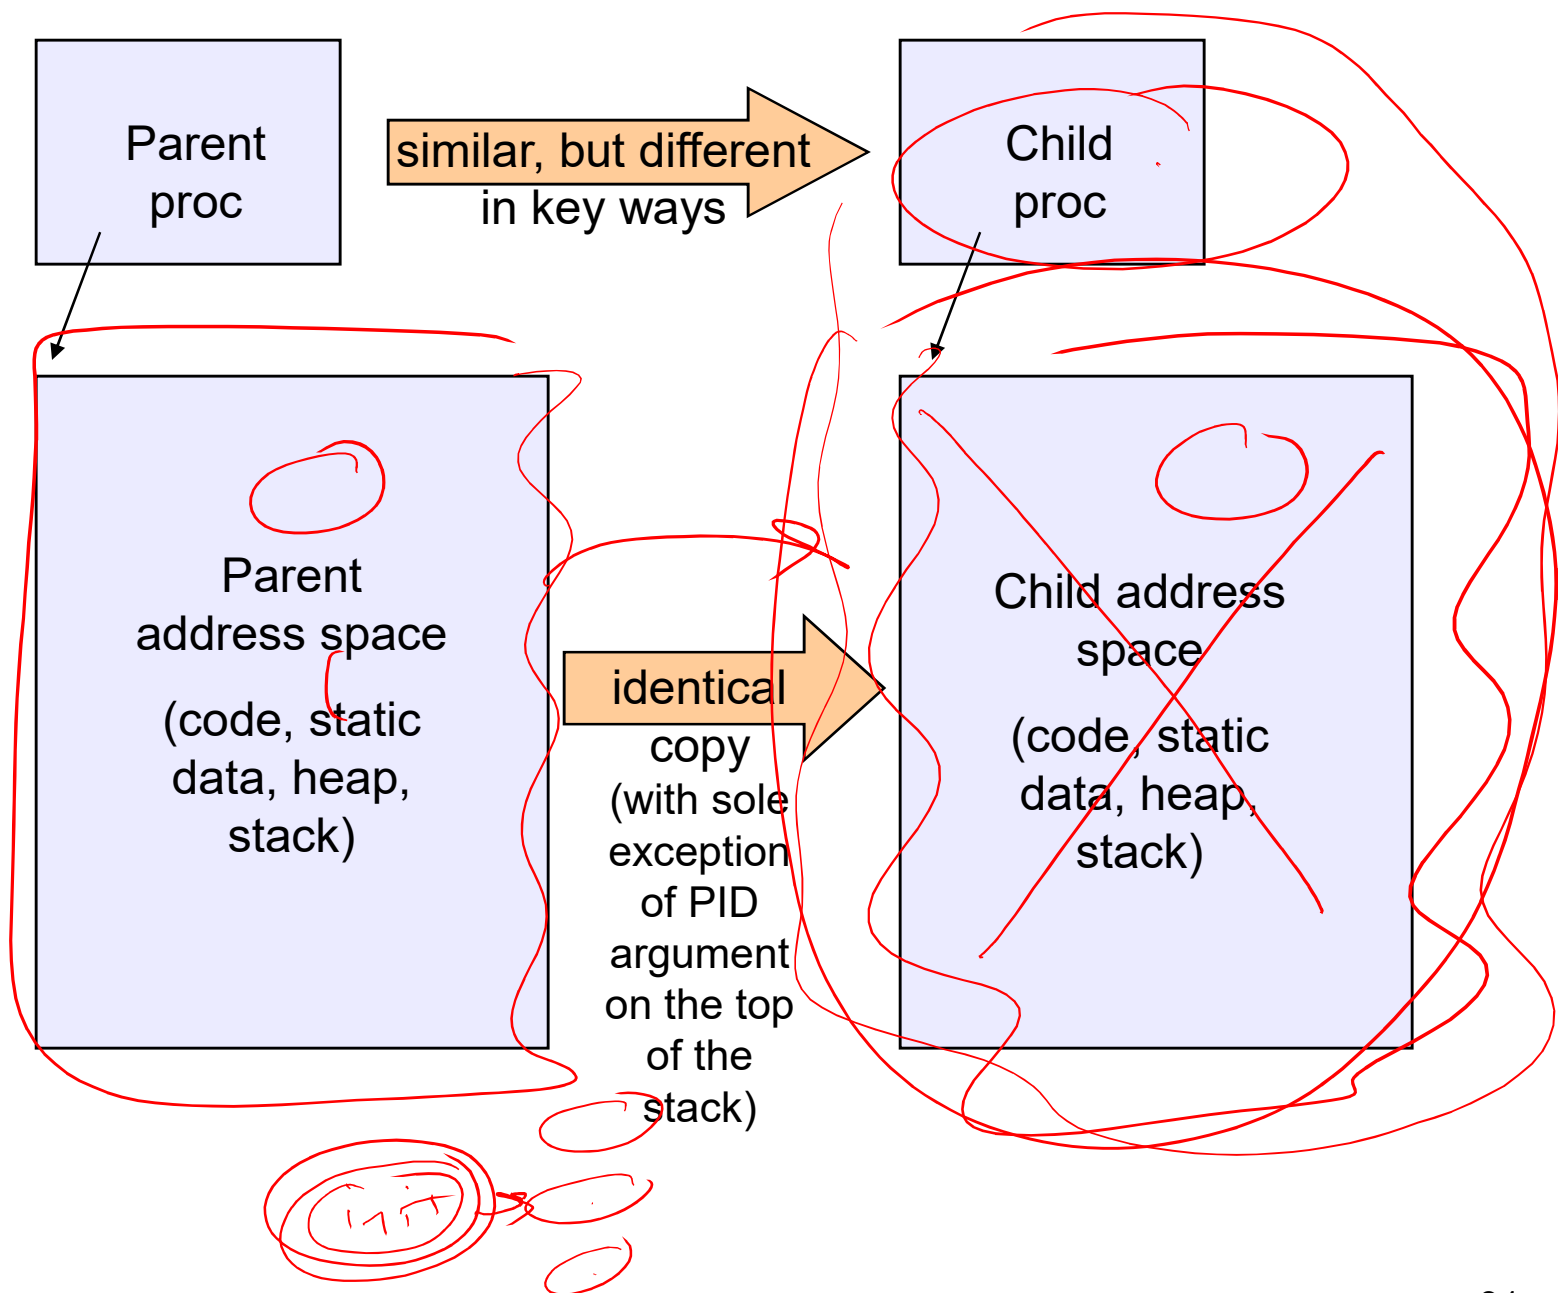 Parent
proc
similar, but different
in key ways
Child
proc
Parent
address space
(code, static
data, heap,
stack)
identical
copy
(with sole
exception
of PID
argument
on the top
of the
stack)
Child address
space
(code, static
data, heap,
stack)
init